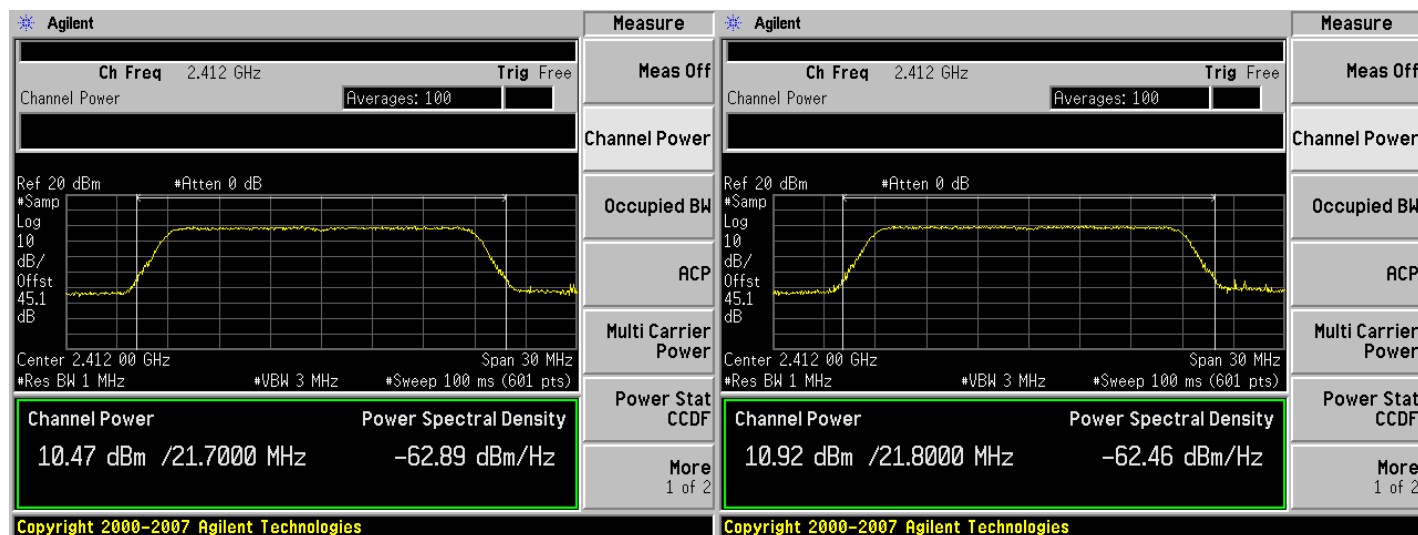 Agilent
Measure
Ch Freq 2.412 GHz
Trig Free
Meas Off
Channel Power
Averages: 100
Channel Power
Ref 20 dBm #Atten 0 dB
#Samp
Log
10
dB/
Offst
45.1
dB
Occupied BW
ACP
Multi Carrier
Power
Center 2.412 00 GHz
Span 30 MHz
#Res BW 1 MHz #VBW 3 MHz #Sweep 100 ms (601 pts)
Power Stat
CCDF
Channel Power
Power Spectral Density
10.47 dBm /21.7000 MHz
-62.89 dBm/Hz
More
1 of 2
Copyright 2000-2007 Agilent Technologies
Agilent
Measure
Ch Freq 2.412 GHz
Trig Free
Meas Off
Channel Power
Averages: 100
Channel Power
Ref 20 dBm #Atten 0 dB
#Samp
Log
10
dB/
Offst
45.1
dB
Occupied BW
ACP
Multi Carrier
Power
Center 2.412 00 GHz
Span 30 MHz
#Res BW 1 MHz #VBW 3 MHz #Sweep 100 ms (601 pts)
Power Stat
CCDF
Channel Power
Power Spectral Density
10.92 dBm /21.8000 MHz
-62.46 dBm/Hz
More
1 of 2
Copyright 2000-2007 Agilent Technologies